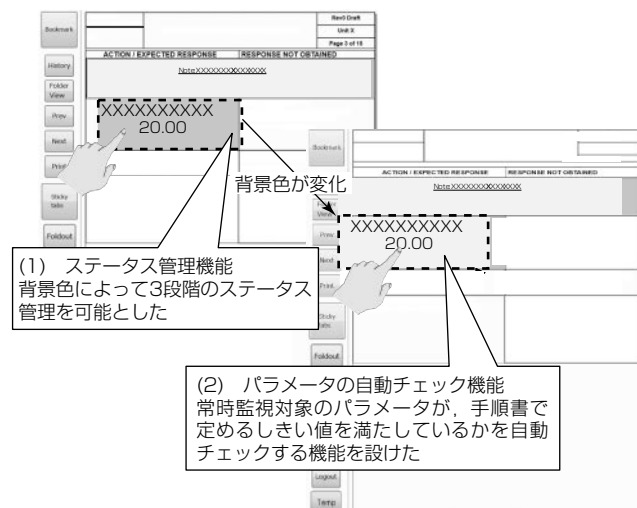 Bookmark
History
Folder
View
Prev
Next
Print
Sticky
tabs
Foldout
Rev0 Draft
Unit X
Page 3 of 18
ACTION / EXPECTED RESPONSE
RESPONSE NOT OBTAINED
Note:XXXXXXXXXXXXXXXX
XXXXXXXXXX
20.00
背景色が変化
(1) ステータス管理機能
背景色によって3段階のステータス
管理を可能とした
Bookmark
View
Prev
Next
Print
Sticky
tabs
Foldout
Logout
Temp
ACTION / EXPECTED RESPONSE
RESPONSE NOT OBTAINED
Note:XXXXXXXXXXXXXXXX
XXXXXXXXXX
20.00
(2) パラメータの自動チェック機能
常時監視対象のパラメータが，手順書で
定めるしきい値を満たしているかを自動
チェックする機能を設けた